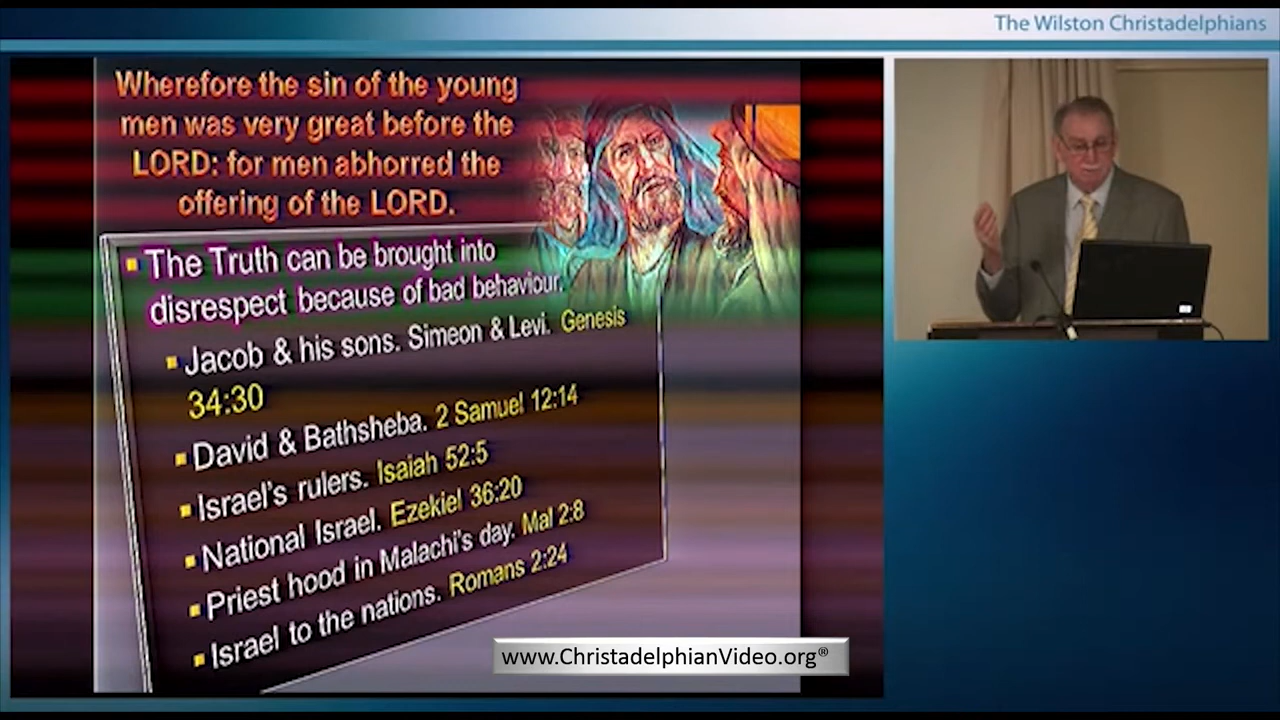 The Wilston Christadelphians
Wherefore the sin of the young
men was very great before the
LORD: for men abhorred the
offering of the LORD.
The Truth can be brought into
disrespect because of bad behaviour.
Jacob & his sons. Simeon & Levi. Genesis
34:30
David & Bathsheba. 2 Samuel 12:14
Israel's rulers. Isaiah 52:5
National Israel. Ezekiel 36:20
Priest hood in Malachi's day. Mal 2:8
Israel to the nations. Romans 2:24
www.ChristadelphianVideo.org®